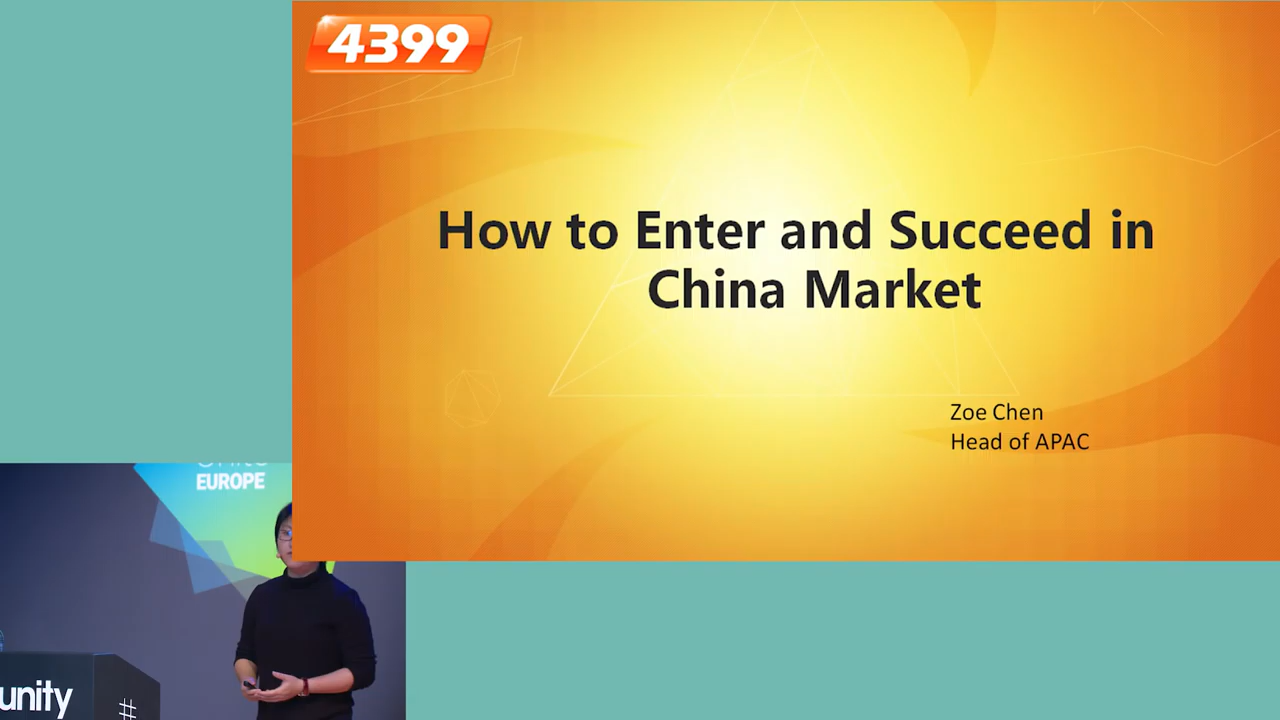 4399
How to Enter and Succeed in
China Market
Zoe Chen
Head of APAC
EUROPE
unity
#